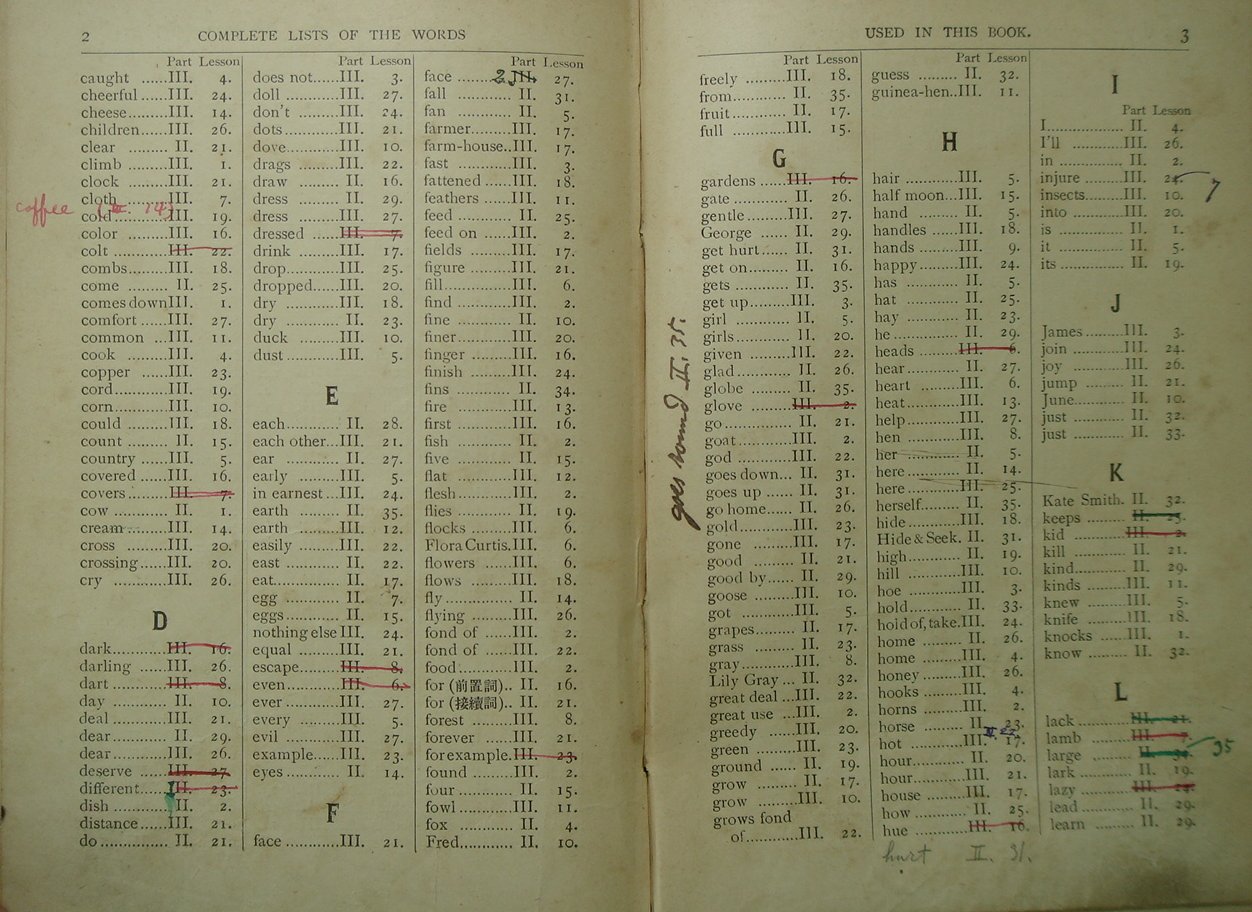 2 COMPLETE LISTS OF THE WORDS
Part Lesson
caught ......III. 4.
cheerful ......III. 24.
cheese........III. 14.
children......III. 26.
clear ......... II. 21.
climb .........III. 1.
clock .........III. 21.
cloth .........III. 7.
coffee (III 14)
cold............III. 19.
color .........III. 16.
colt ............III. 22.
combs.........III. 18.
come ......... II. 25.
comes downIII. 1.
comfort ......III. 27.
common ...III. 11.
cook .........III. 4.
copper ......III. 23.
cord............III. 19.
corn............III. 10.
could .........III. 18.
count ......... II. 15.
country ......III. 5.
covered ......III. 16.
covers.........III. 7.
cow ............ II. 1.
cream.........III. 14.
cross .........III. 20.
crossing......III. 20.
cry ............III. 26.
D
dark............III. 16.
darling ......III. 26.
dart ............III. 8.
day ............ II. 10.
deal ............III. 21.
dear............ II. 29.
dear............III. 26.
deserve ......III. 27.
different......III. 23.
dish ............ II. 2.
distance......III. 21.
do ............... II. 21.
Part Lesson
does not......III. 3.
doll ............III. 27.
don't .........III. 24.
dots............III. 21.
dove............III. 10.
drags .........III. 22.
draw ......... II. 16.
dress ......... II. 29.
dress .........III. 27.
dressed ......III. 7.
drink .........III. 17.
drop............III. 25.
dropped......III. 20.
dry ............III. 18.
dry ............ II. 23.
duck ......... II. 10.
dust............III. 5.
E
each............ II. 28.
each other...III. 21.
ear ............ II. 27.
early .........III. 5.
in earnest...III. 24.
earth ......... II. 35.
earth .........III. 12.
easily .........III. 22.
east ............ II. 22.
eat............... II. 17.
egg ............ II. 7.
eggs............ II. 15.
nothing else III. 24.
equal .........III. 21.
escape.........III. 8.
even............III. 6.
ever ............III. 27.
every .........III. 5.
evil ............III. 27.
example......III. 23.
eyes ............ II. 14.
F
face ............III. 21.
Part Lesson
face .........III. 27.
fall ............ II. 31.
fan ............ II. 5.
farmer.........III. 17.
farm-house..III. 17.
fast ............III. 3.
fattened ......III. 18.
feathers ......III. 11.
feed ............ II. 25.
feed on ......III. 2.
fields .........III. 17.
figure .........III. 21.
fill...............III. 6.
find ............III. 2.
fine ............ II. 10.
finer............III. 20.
finger .........III. 16.
finish .........III. 24.
fins ............ II. 34.
fire ............III. 13.
first ............III. 16.
fish ............ II. 2.
five ............ II. 15.
flat ............III. 12.
flesh............III. 2.
flies ............ II. 19.
flocks .........III. 6.
Flora Curtis.III. 6.
flowers ......III. 6.
flows .........III. 18.
fly............... II. 14.
flying .........III. 26.
fond of ......III. 2.
fond of ......III. 22.
food............III. 2.
for (前置詞).. II. 16.
for (接續詞).. II. 21.
forest .........III. 8.
forever ...... II. 21.
for example.III. 23.
found .........III. 2.
four ............ II. 15.
fowl............III. 11.
fox ............ II. 4.
Fred............ II. 10.
USED IN THIS BOOK. 3
goes round II. 35.
Part Lesson
freely .........III. 18.
from............ II. 35.
fruit............ II. 17.
full ............III. 15.
G
gardens ......III. 16.
gate ............ II. 26.
gentle.........III. 27.
George ...... II. 29.
get hurt...... II. 31.
get on......... II. 16.
gets ............ II. 35.
get up.........III. 3.
girl ............ II. 5.
girls............ II. 20.
given .........III. 22.
glad............ II. 26.
globe ......... II. 35.
glove .........III. 2.
go............... II. 21.
goat............III. 2.
god ............III. 22.
goes down... II. 31.
goes up ...... II. 31.
go home...... II. 26.
gold............III. 23.
gone .........III. 17.
good ......... II. 21.
good by...... II. 29.
goose .........III. 10.
got ............III. 5.
grapes......... II. 17.
grass ......... II. 23.
gray............III. 8.
Lily Gray... II. 32.
great deal...III. 22.
great use ...III. 2.
greedy ......III. 20.
green .........III. 23.
ground ...... II. 19.
grow ......... II. 17.
grow .........III. 10.
grows fond
of............III. 22.
Part Lesson
guess ......... II. 32.
guinea-hen..III. 11.
H
hair ............III. 5.
half moon...III. 15.
hand ......... II. 5.
handles ......III. 18.
hands .........III. 9.
happy.........III. 24.
has ............ II. 5.
hat ............ II. 25.
hay ............ II. 23.
he............... II. 29.
heads .........III. 6.
hear............ II. 27.
heart .........III. 6.
heat............III. 13.
help............III. 27.
hen ............III. 8.
her ............ II. 5.
here............ II. 14.
here............III. 25.
herself.........III. 35.
hide............III. 18.
Hide & Seek. II. 31.
high............ II. 19.
hill ............III. 10.
hoe ............III. 3.
hold............ II. 33.
hold of, take.III. 24.
home ......... II. 26.
home .........III. 4.
honey.........III. 26.
hooks .........III. 4.
horns .........III. 2.
horse ......... II. 23.
hot ............III. 17.
hour............ II. 20.
hour............III. 21.
house .........III. 17.
how ............ II. 25.
hue ............III. 16.
hurt II. 31.
I
Part Lesson
I.................. II. 4.
I'll ............III. 26.
in ............... II. 2.
injure .........III. 24. 7
insects.........III. 10.
into ............III. 20.
is ............... II. 1.
it ............... II. 5.
its............... II. 19.
J
James.........III. 3.
join ............III. 24.
joy ............III. 26.
jump ......... II. 21.
June............III. 10.
just ............ II. 32.
just ............ II. 33.
K
Kate Smith. II. 32.
keeps ......... II. 25.
kid ............III. 2.
kill ............ II. 21.
kind............ II. 29.
kinds .........III. 11.
knew .........III. 5.
knife .........III. 18.
knocks ......III. 1.
know ......... II. 32.
L
lack ............III. 21.
lamb .........III. 7.
large ......... II. 34. 35
lark ............ II. 19.
lazy ............III.
lead ............ II. 29.
learn ......... II. 29.